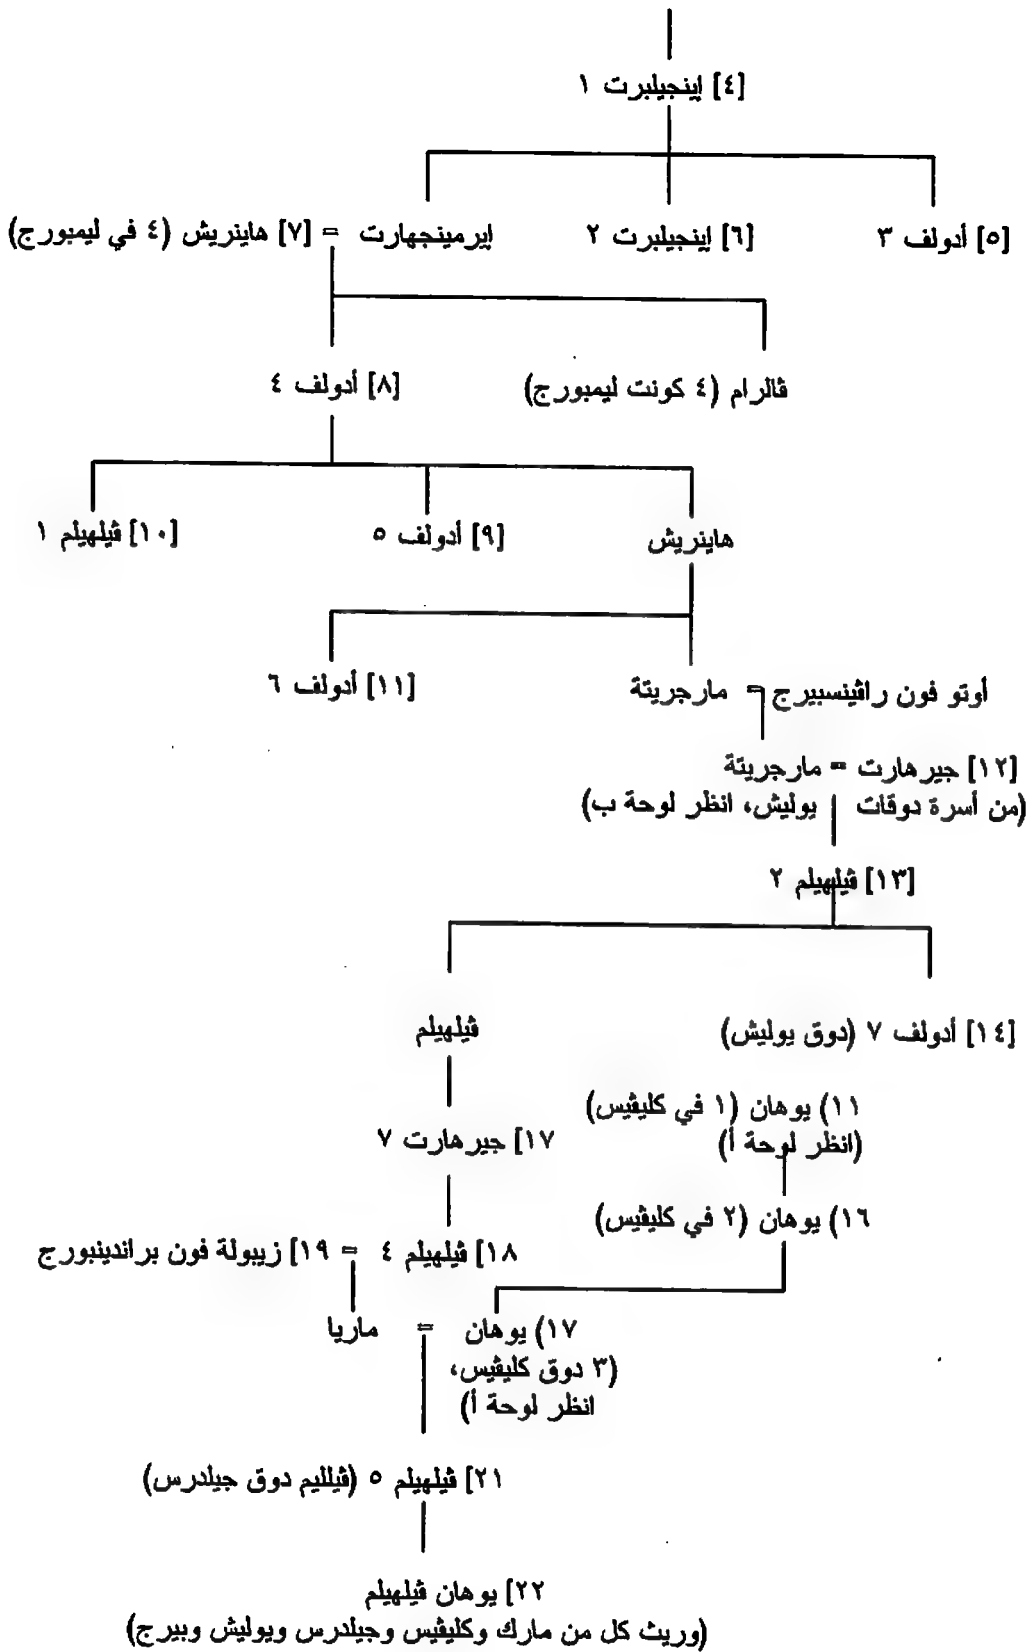 [٤] إينجيلبرت ١
[٥] أدولف ٣ [٦] إينجيلبرت ٢ إيرمينجهارت = [٧] هاينريش (٤ في ليمبورج)
ڤالرام (٤ كونت ليمبورج) [٨] أدولف ٤
هاينريش [٩] أدولف ٥ [١٠] ڤيلهيلم ١
أوتو فون راڤينسبيرج = مارجريتة [١١] أدولف ٦
[١٢] جيرهارت = مارجريتة
(من أسرة دوقات يوليش، انظر لوحة ب)
[١٣] ڤيلهيلم ٢
[١٤] أدولف ٧ (دوق يوليش) ڤيلهيلم
١١) يوهان (١ في كليڤيس)
(انظر لوحة أ)
١٧] جيرهارت ٧
١٦) يوهان (٢ في كليڤيس)
١٨] ڤيلهيلم ٤ = ١٩] زيبولة فون براندينبورج
١٧) يوهان = ماريا
(٣ دوق كليڤيس،
انظر لوحة أ)
٢١] ڤيلهيلم ٥ (ڤيلليم دوق جيلدرس)
٢٢] يوهان ڤيلهيلم
(وريث كل من مارك وكليڤيس وجيلدرس ويوليش وبيرج)